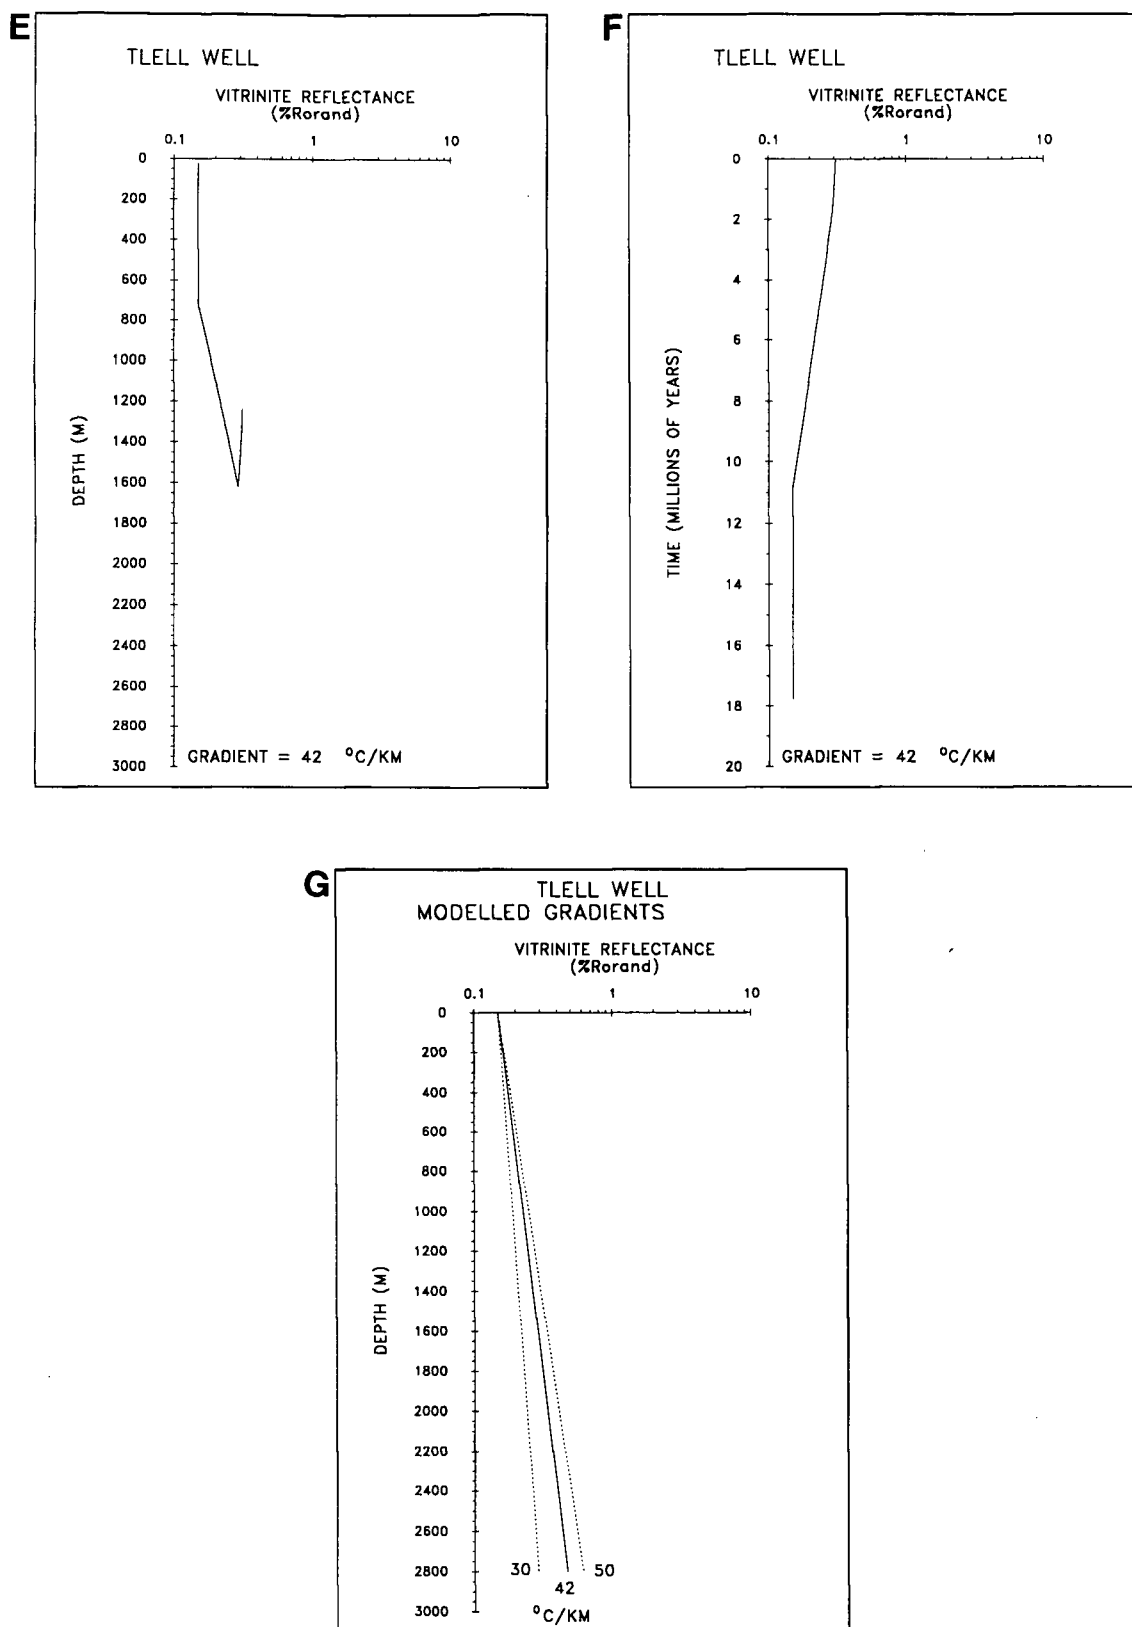 E
TLELL WELL
VITRINITE REFLECTANCE
(%Rorand)
0.1 1 10
0
200
400
600
800
1000
1200
1400
1600
1800
2000
2200
2400
2600
2800
3000
DEPTH (M)
GRADIENT = 42 °C/KM
F
TLELL WELL
VITRINITE REFLECTANCE
(%Rorand)
0.1 1 10
0
2
4
6
8
10
12
14
16
18
20
TIME (MILLIONS OF YEARS)
GRADIENT = 42 °C/KM
G
TLELL WELL
MODELLED GRADIENTS
VITRINITE REFLECTANCE
(%Rorand)
0.1 1 10
0
200
400
600
800
1000
1200
1400
1600
1800
2000
2200
2400
2600
2800
3000
DEPTH (M)
30 50
42
°C/KM